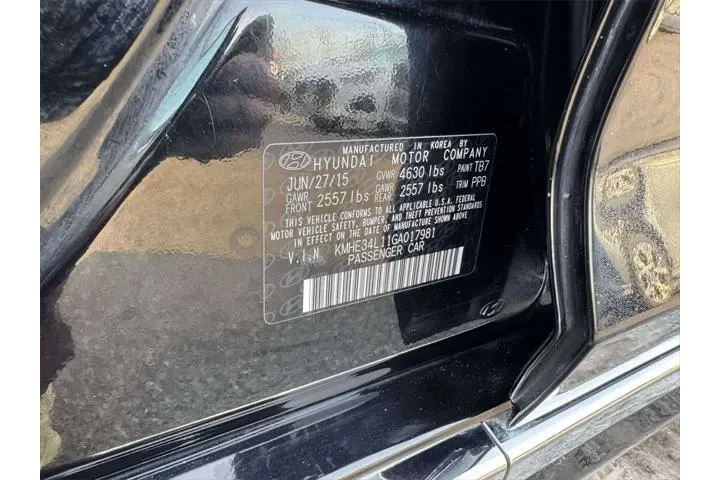 MANUFACTURED IN KOREA BY
HYUNDAI MOTOR COMPANY
JUN/27/15 GVWR 4630 lbs PAINT TB7
GAWR FRONT 2557 lbs GAWR REAR 2557 lbs TRIM PPB
THIS VEHICLE CONFORMS TO ALL APPLICABLE U.S.A. FEDERAL
MOTOR VEHICLE SAFETY, BUMPER, AND THEFT PREVENTION STANDARDS
IN EFFECT ON THE DATE OF MANUFACTURE SHOWN ABOVE.
V.I.N KMHE34L11GA017981
PASSENGER CAR